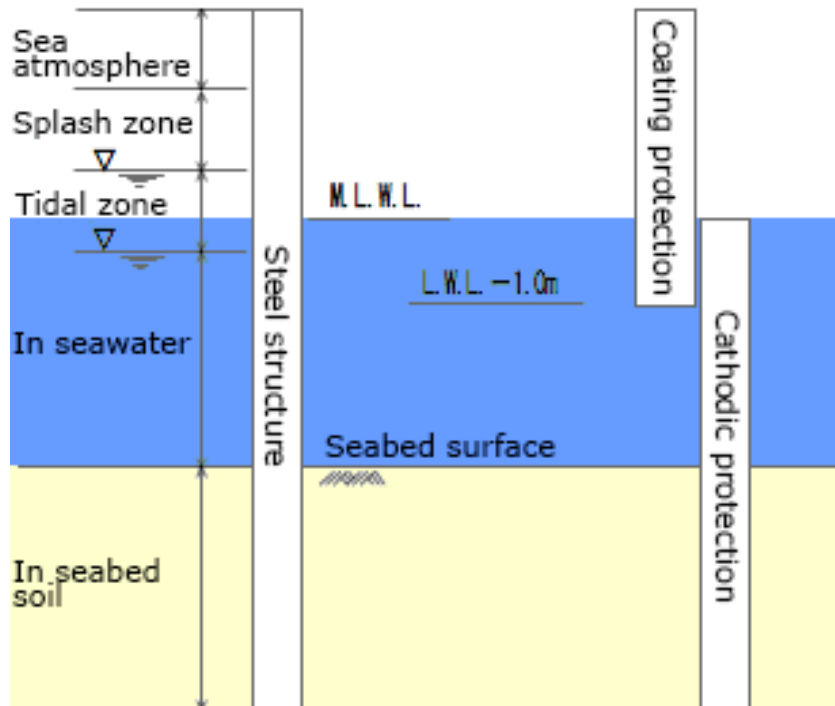 Sea
atmosphere
Splash zone
Tidal zone
In seawater
In seabed
soil
Steel structure
M.L.W.L.
L.W.L.－1.0m
Seabed surface
Coating protection
Cathodic protection